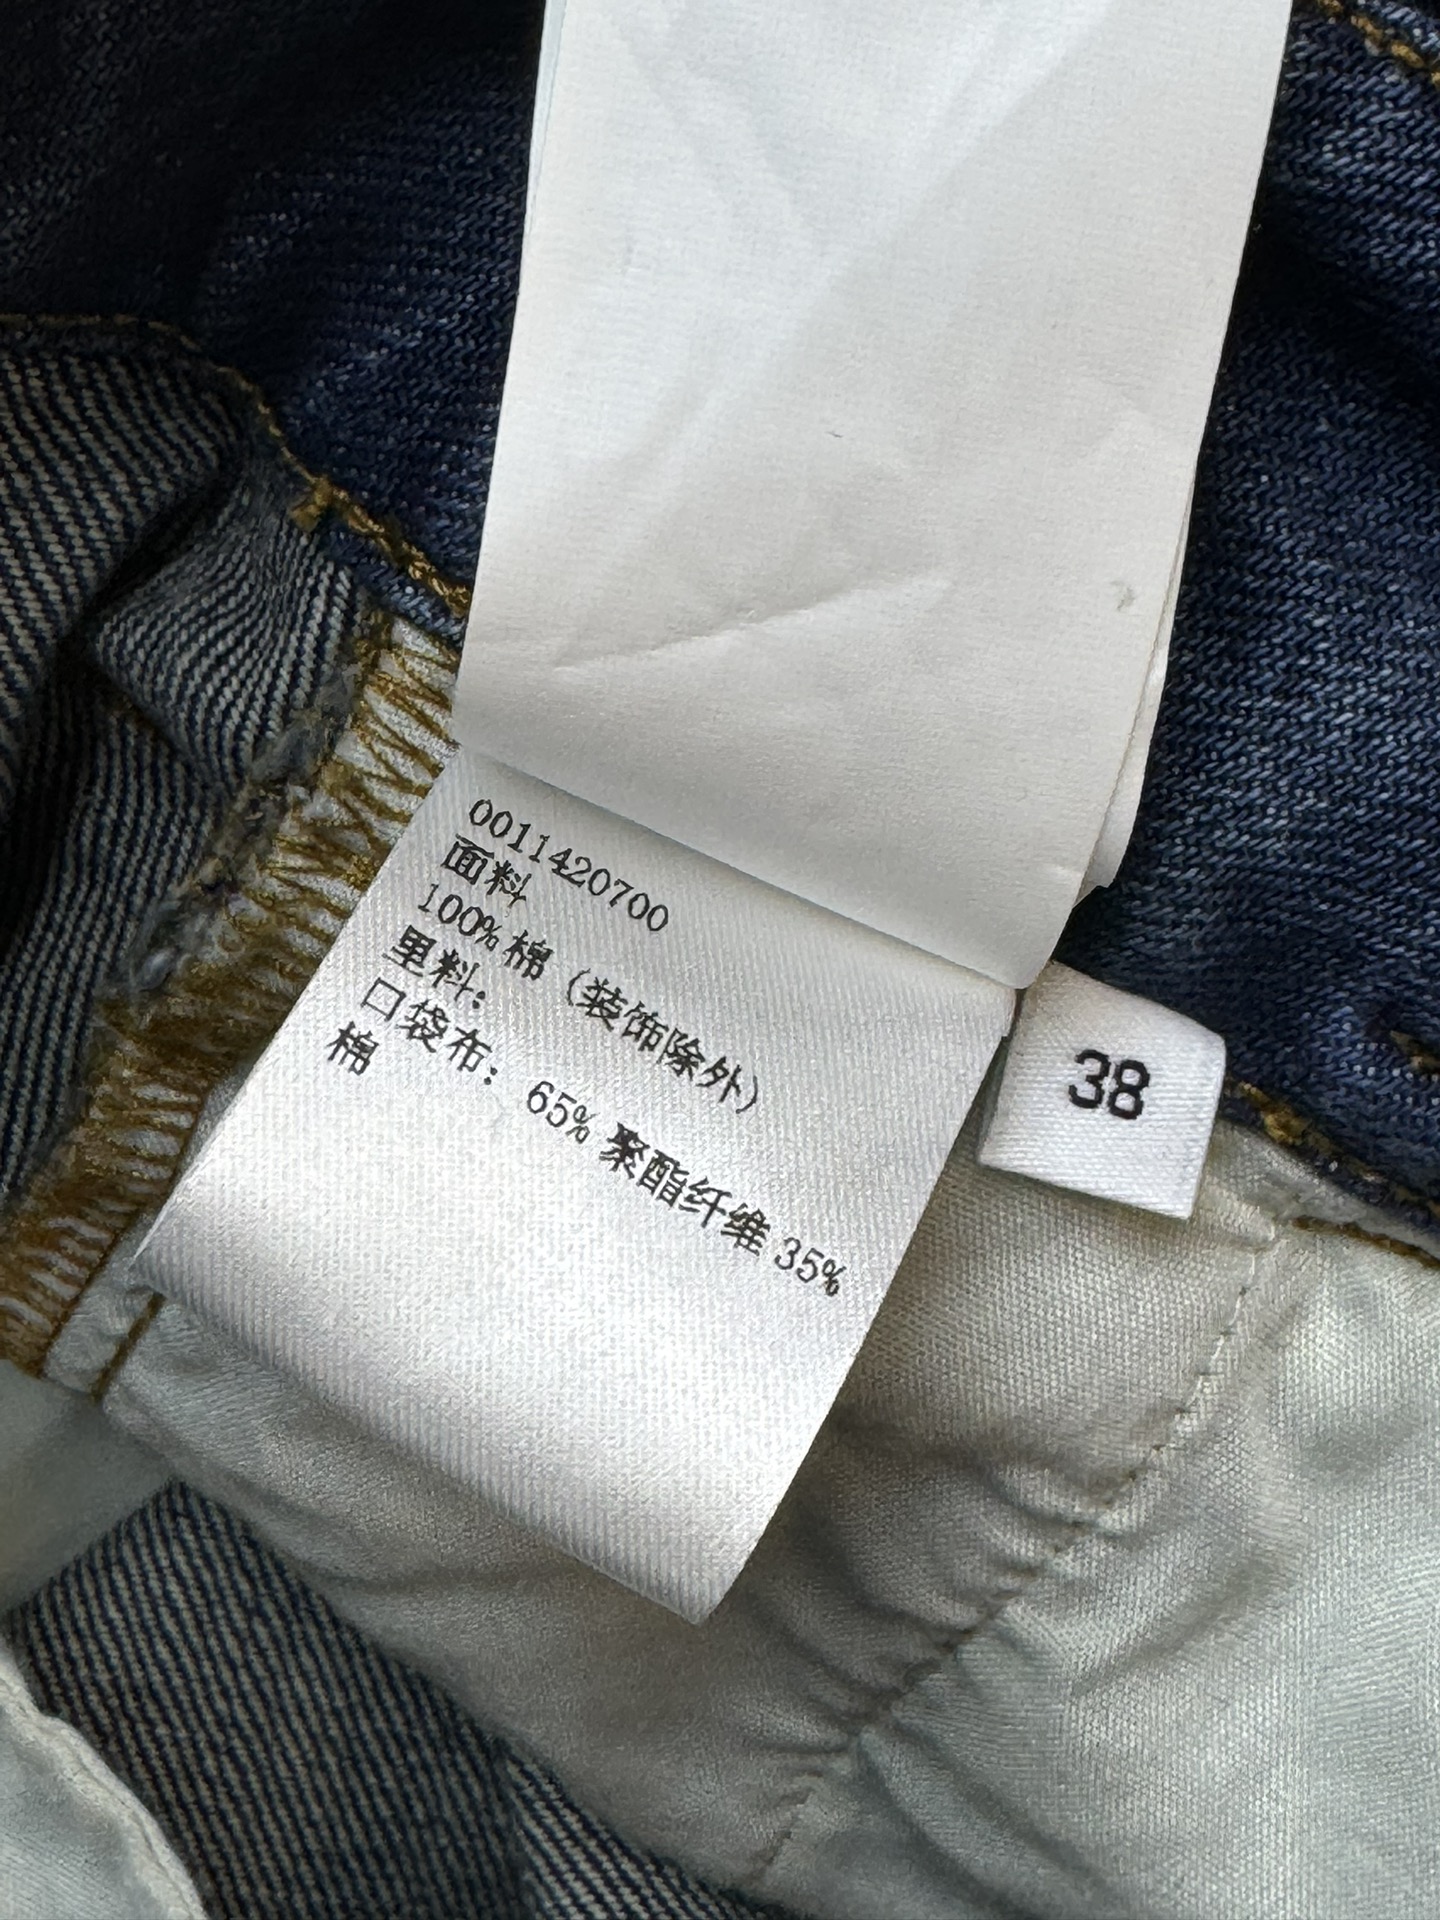 0011420700
面料
100% 棉（装饰除外）
里料：
口袋布： 65% 聚酯纤维 35%
棉
38